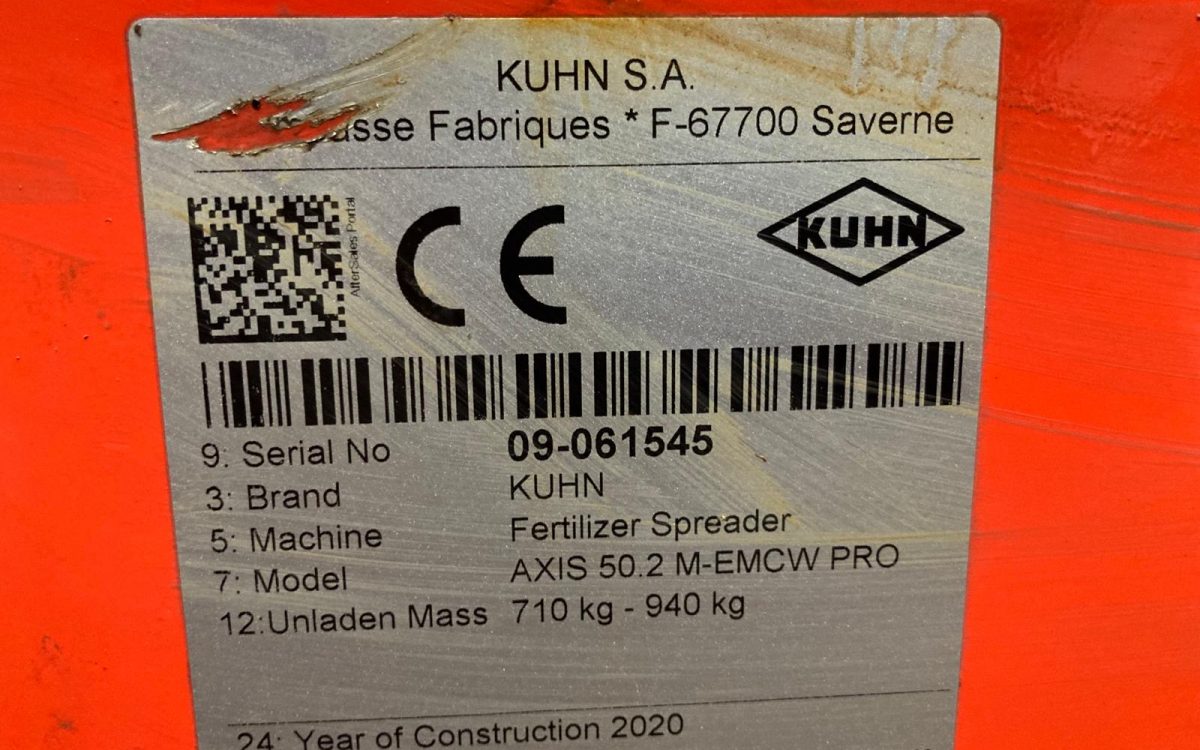 KUHN S.A.
Fabriques * F-67700 Saverne
AfterSales Portal
CE
KUHN
9: Serial No 09-061545
3: Brand KUHN
5: Machine Fertilizer Spreader
7: Model AXIS 50.2 M-EMCW PRO
12:Unladen Mass 710 kg - 940 kg
24: Year of Construction 2020